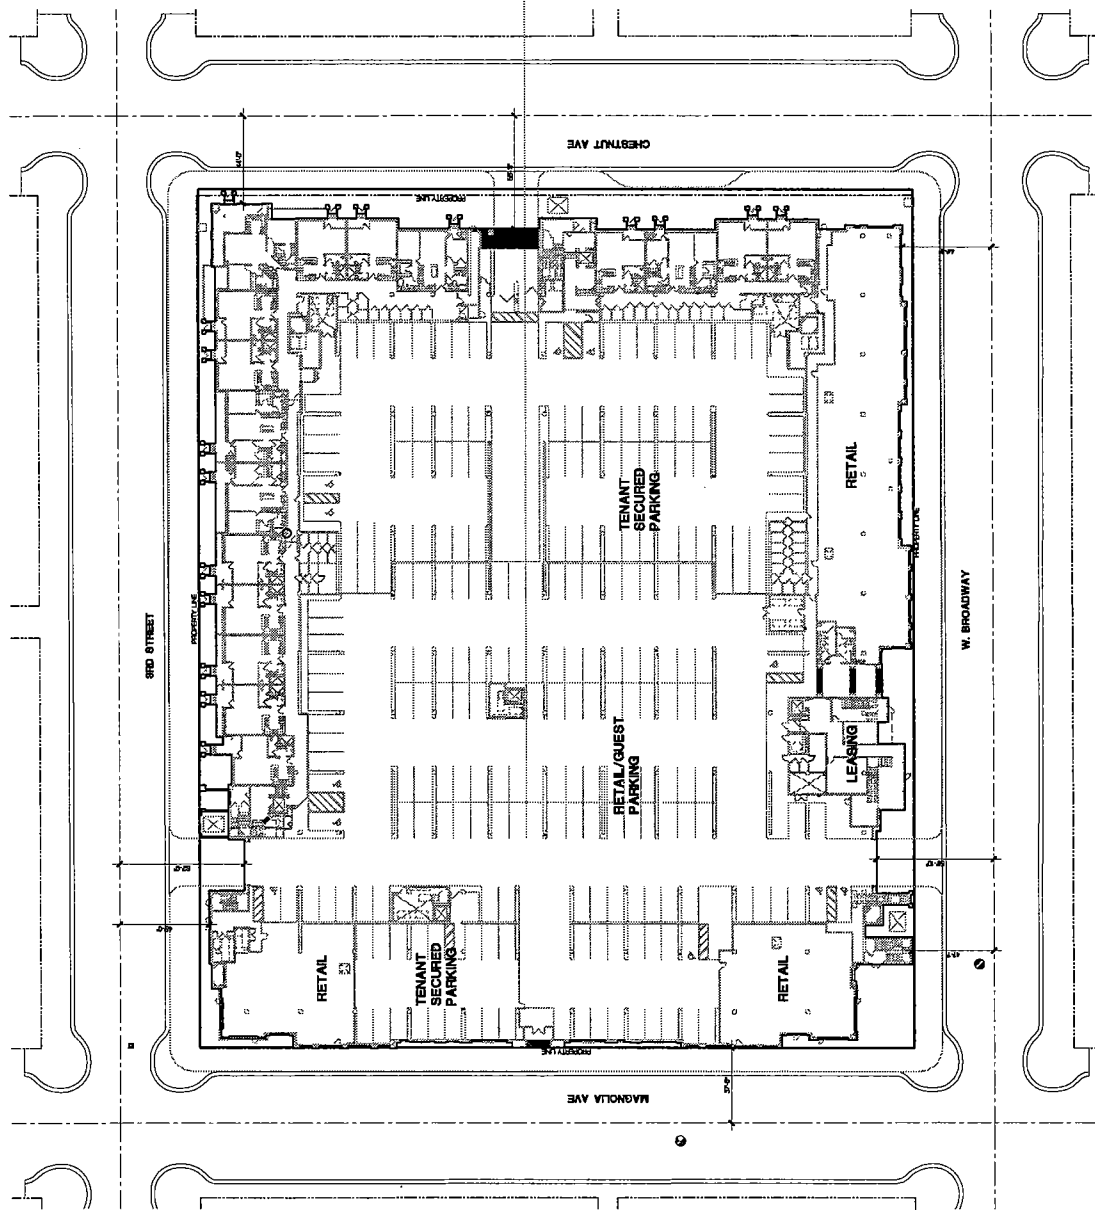 CHESTNUT AVE
PROPERTY LINE
RETAIL
TENANT
SECURED
PARKING
PROPERTY LINE
W. BROADWAY
3RD STREET
PROPERTY LINE
LEASING
RETAIL/GUEST
PARKING
RETAIL
TENANT
SECURED
PARKING
RETAIL
PROPERTY LINE
MAGNOLIA AVE